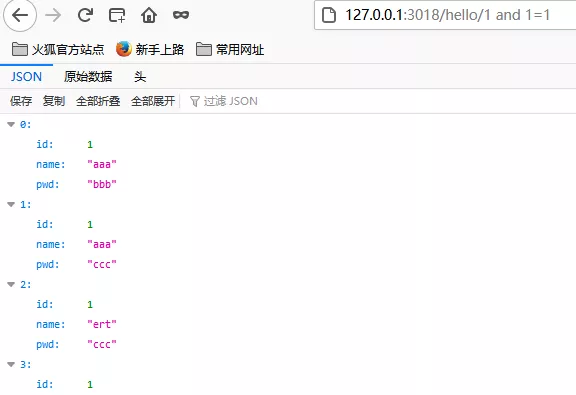 127.0.0.1:3018/hello/1 and 1=1
火狐官方站点 新手上路 常用网址
JSON 原始数据 头
保存 复制 全部折叠 全部展开 过滤 JSON
0:
id: 1
name: "aaa"
pwd: "bbb"
1:
id: 1
name: "aaa"
pwd: "ccc"
2:
id: 1
name: "ert"
pwd: "ccc"
3:
id: 1